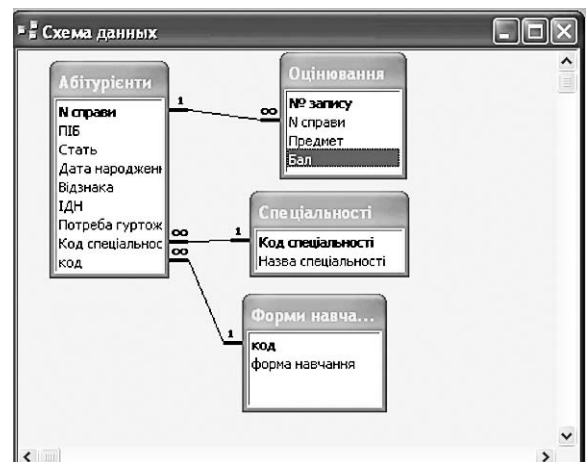 Схема данных
Абітурієнти
N справи
ПІБ
Стать
Дата народженн
Відзнака
ІДН
Потреба гуртож
Код спеціальнос
код
1
∞
Оцінювання
№ запису
N справи
Предмет
Бал
∞
1
Спеціальності
Код спеціальності
Назва спеціальності
∞
1
Форми навча...
код
форма навчання